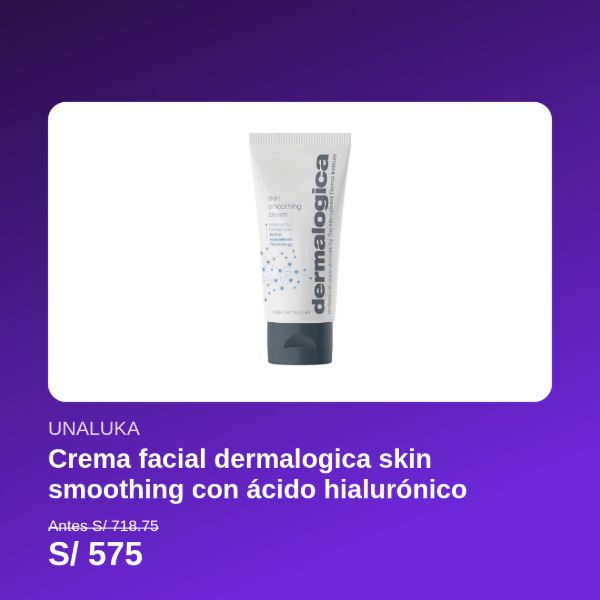 skin
smoothing
cream
dermalogica
UNALUKA
Crema facial dermalogica skin
smoothing con ácido hialurónico
Antes S/ 718.75
S/ 575